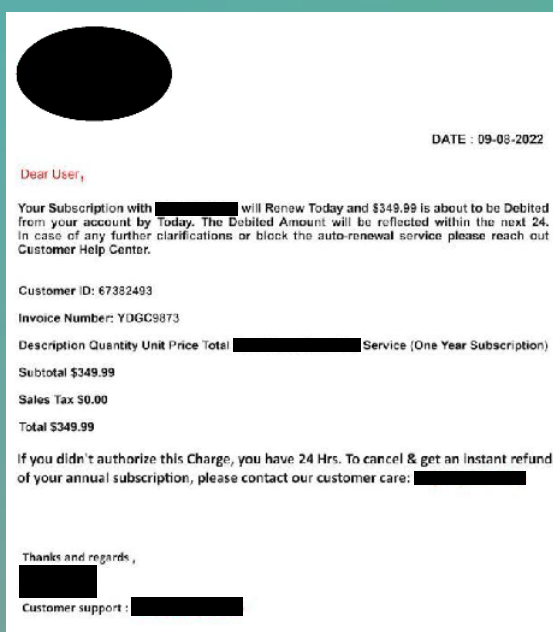 DATE : 09-08-2022
Dear User,
Your Subscription with will Renew Today and $349.99 is about to be Debited
from your account by Today. The Debited Amount will be reflected within the next 24.
In case of any further clarifications or block the auto-renewal service please reach out
Customer Help Center.
Customer ID: 67382493
Invoice Number: YDGC9873
Description Quantity Unit Price Total Service (One Year Subscription)
Subtotal $349.99
Sales Tax $0.00
Total $349.99
If you didn't authorize this Charge, you have 24 Hrs. To cancel & get an instant refund
of your annual subscription, please contact our customer care:
Thanks and regards ,
Customer support :